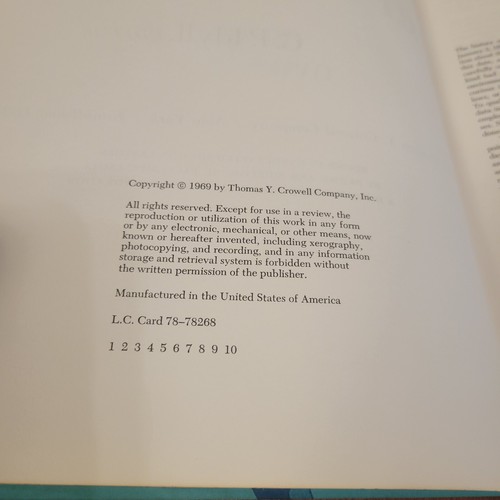 Copyright © 1969 by Thomas Y. Crowell Company, Inc.
All rights reserved. Except for use in a review, the
reproduction or utilization of this work in any form
or by any electronic, mechanical, or other means, now
known or hereafter invented, including xerography,
photocopying, and recording, and in any information
storage and retrieval system is forbidden without
the written permission of the publisher.
Manufactured in the United States of America
L.C. Card 78–78268
1 2 3 4 5 6 7 8 9 10